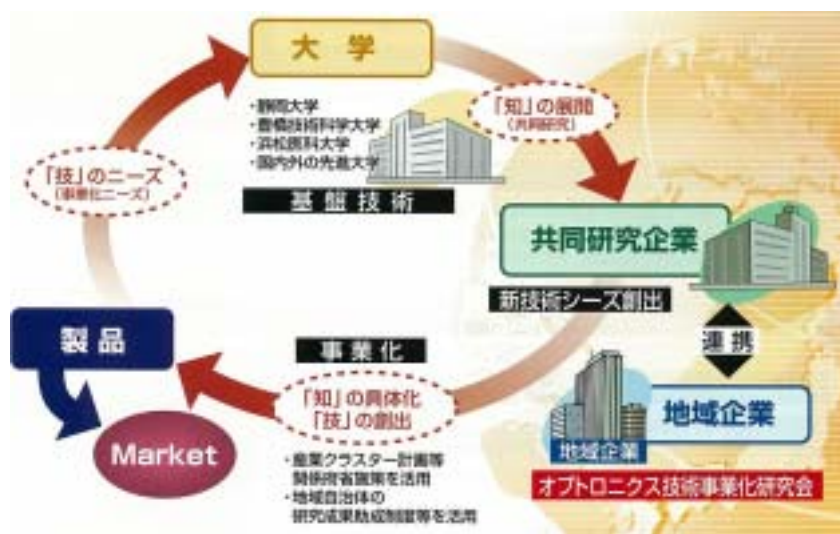 大学
・静岡大学
・豊橋技術科学大学
・浜松医科大学
・国内外の先進大学
基盤技術
「知」の展開
(共同研究)
「技」のニーズ
(事業化ニーズ)
共同研究企業
新技術シーズ創出
連携
地域企業
地域企業
オプトロニクス技術事業化研究会
製品
Market
事業化
「知」の具体化
「技」の創出
・産業クラスター計画等
関係府省施策を活用
・地域自治体の
研究成果助成制度等を活用